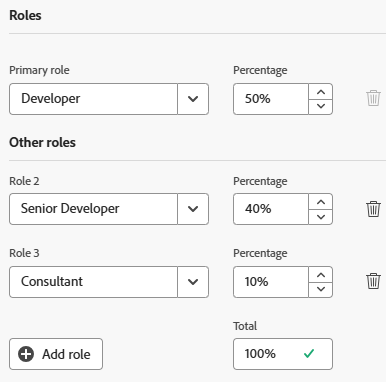 Roles
Primary role Percentage
Developer 50%
Other roles
Role 2 Percentage
Senior Developer 40%
Role 3 Percentage
Consultant 10%
Total
Add role 100%